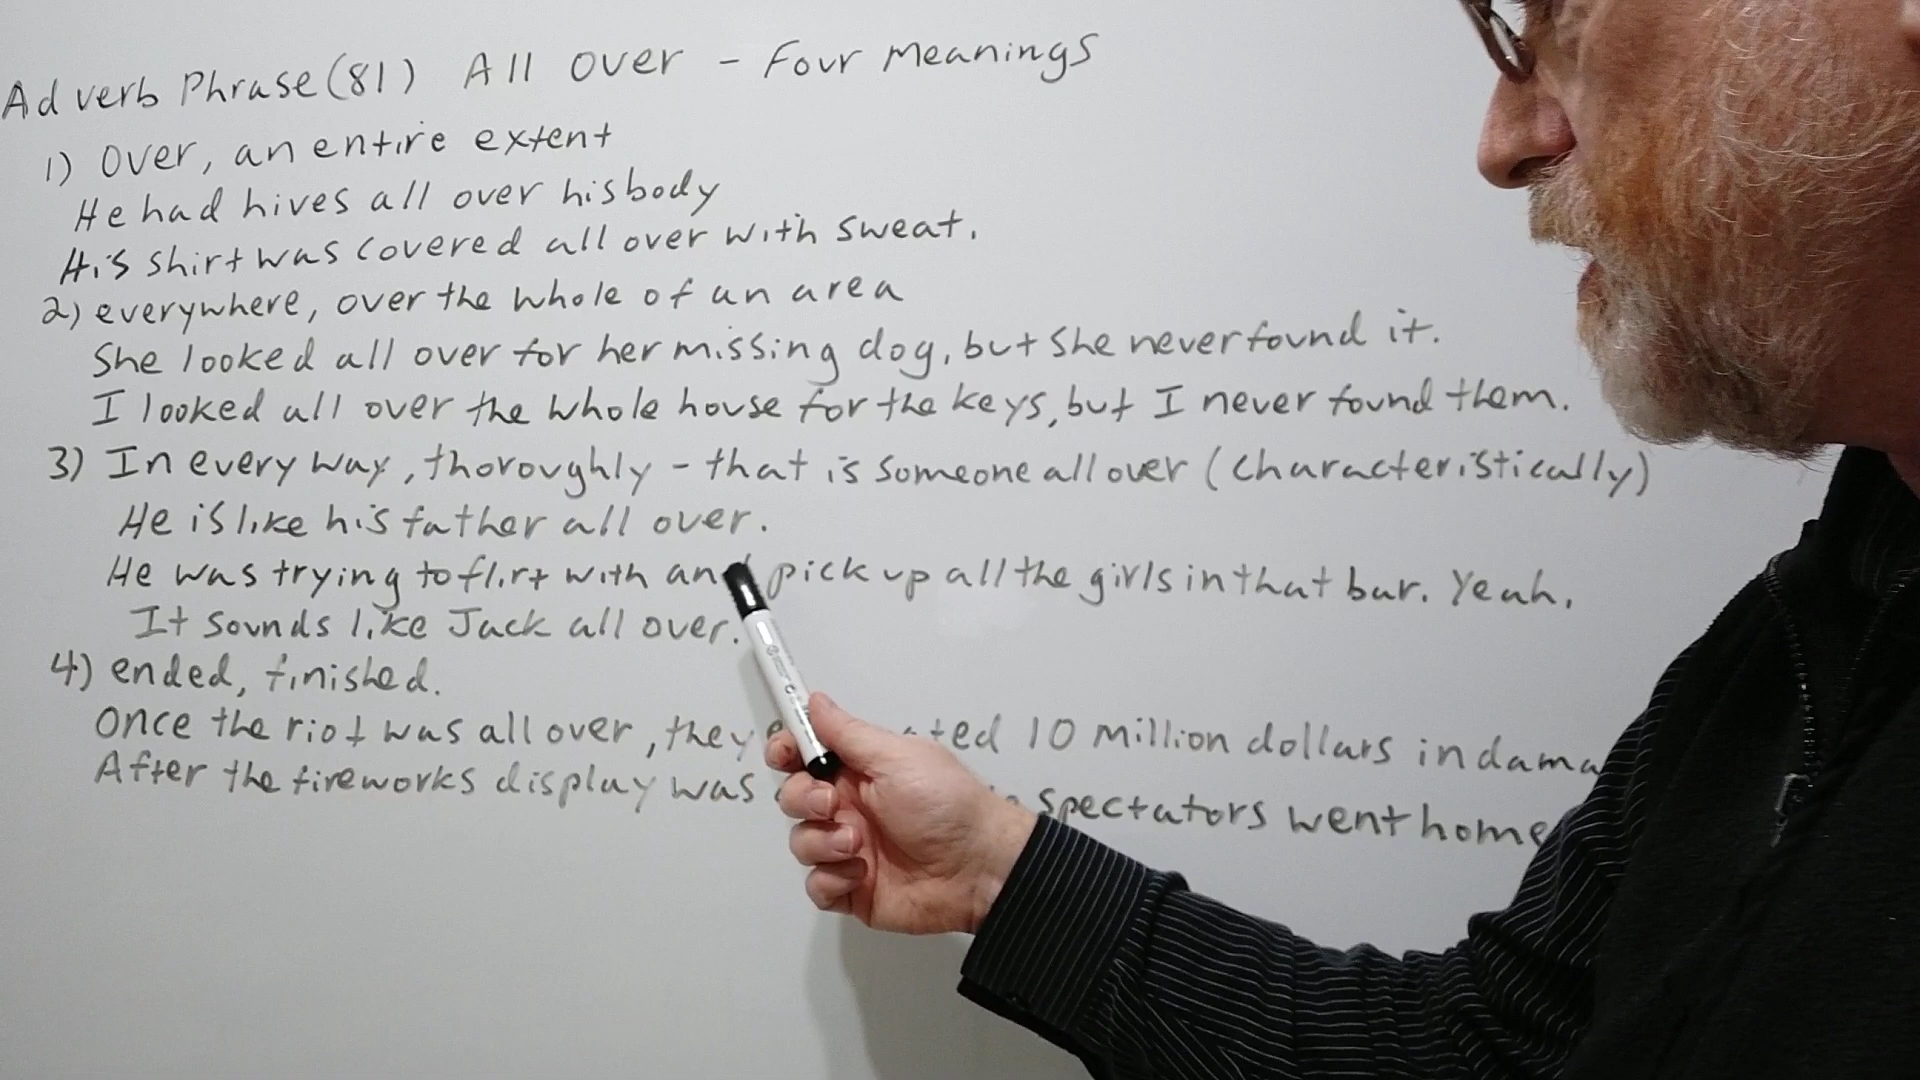 Adverb Phrase (81) All Over - Four Meanings
1) Over, an entire extent
He had hives all over his body
His shirt was covered all over with sweat.
2) everywhere, over the whole of an area
She looked all over for her missing dog, but she never found it.
I looked all over the whole house for the keys, but I never found them.
3) In every way, thoroughly - that is someone all over (characteristically)
He is like his father all over.
He was trying to flirt with and pick up all the girls in that bar. Yeah,
It sounds like Jack all over.
4) ended, finished.
Once the riot was all over, they 10 million dollars in
After the fireworks display was spectators went home